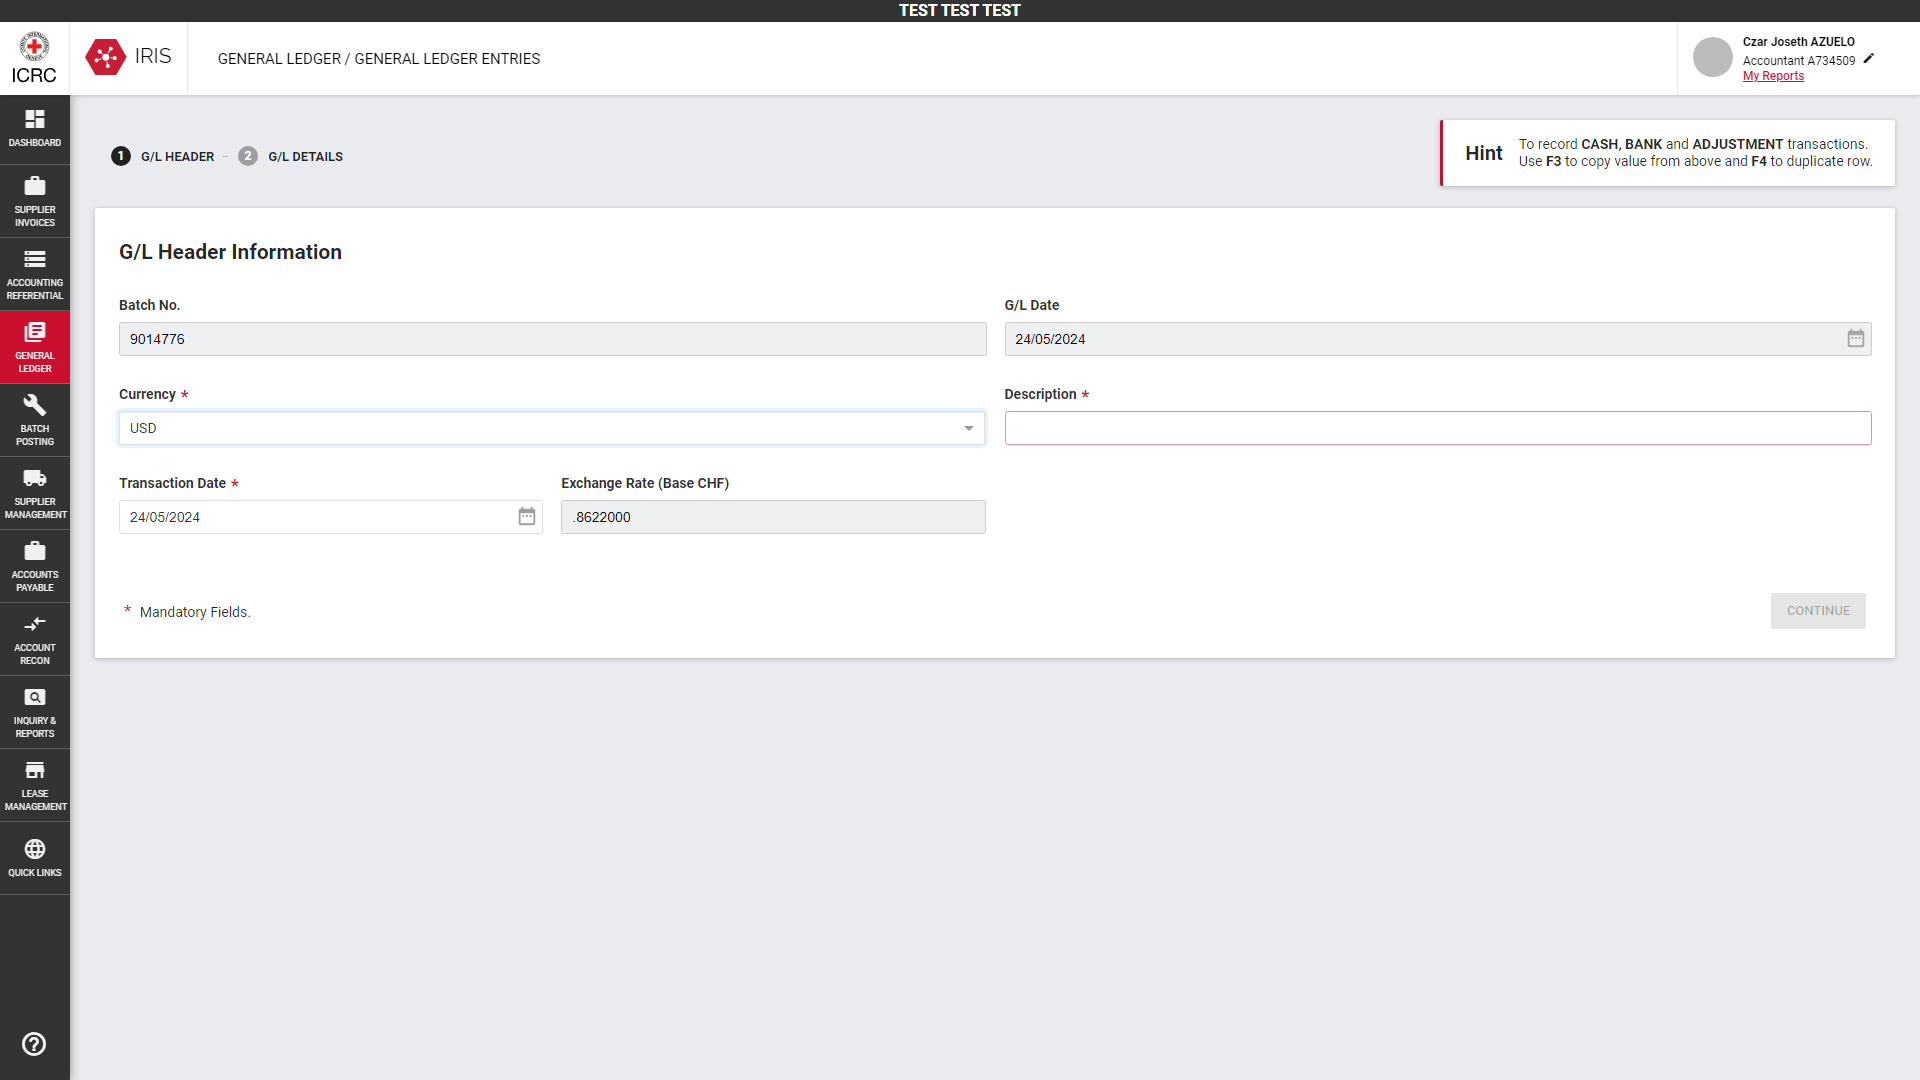 TEST TEST TEST
ICRC
IRIS
GENERAL LEDGER / GENERAL LEDGER ENTRIES
Czar Joseth AZUELO
Accountant A734509
My Reports
DASHBOARD
SUPPLIER
INVOICES
ACCOUNTING
REFERENTIAL
GENERAL
LEDGER
BATCH
POSTING
SUPPLIER
MANAGEMENT
ACCOUNTS
PAYABLE
ACCOUNT
RECON
INQUIRY &
REPORTS
LEASE
MANAGEMENT
QUICK LINKS
1 G/L HEADER – 2 G/L DETAILS
Hint
To record CASH, BANK and ADJUSTMENT transactions.
Use F3 to copy value from above and F4 to duplicate row.
G/L Header Information
Batch No.
9014776
G/L Date
24/05/2024
Currency *
USD
Description *
Transaction Date *
24/05/2024
Exchange Rate (Base CHF)
.8622000
* Mandatory Fields.
CONTINUE